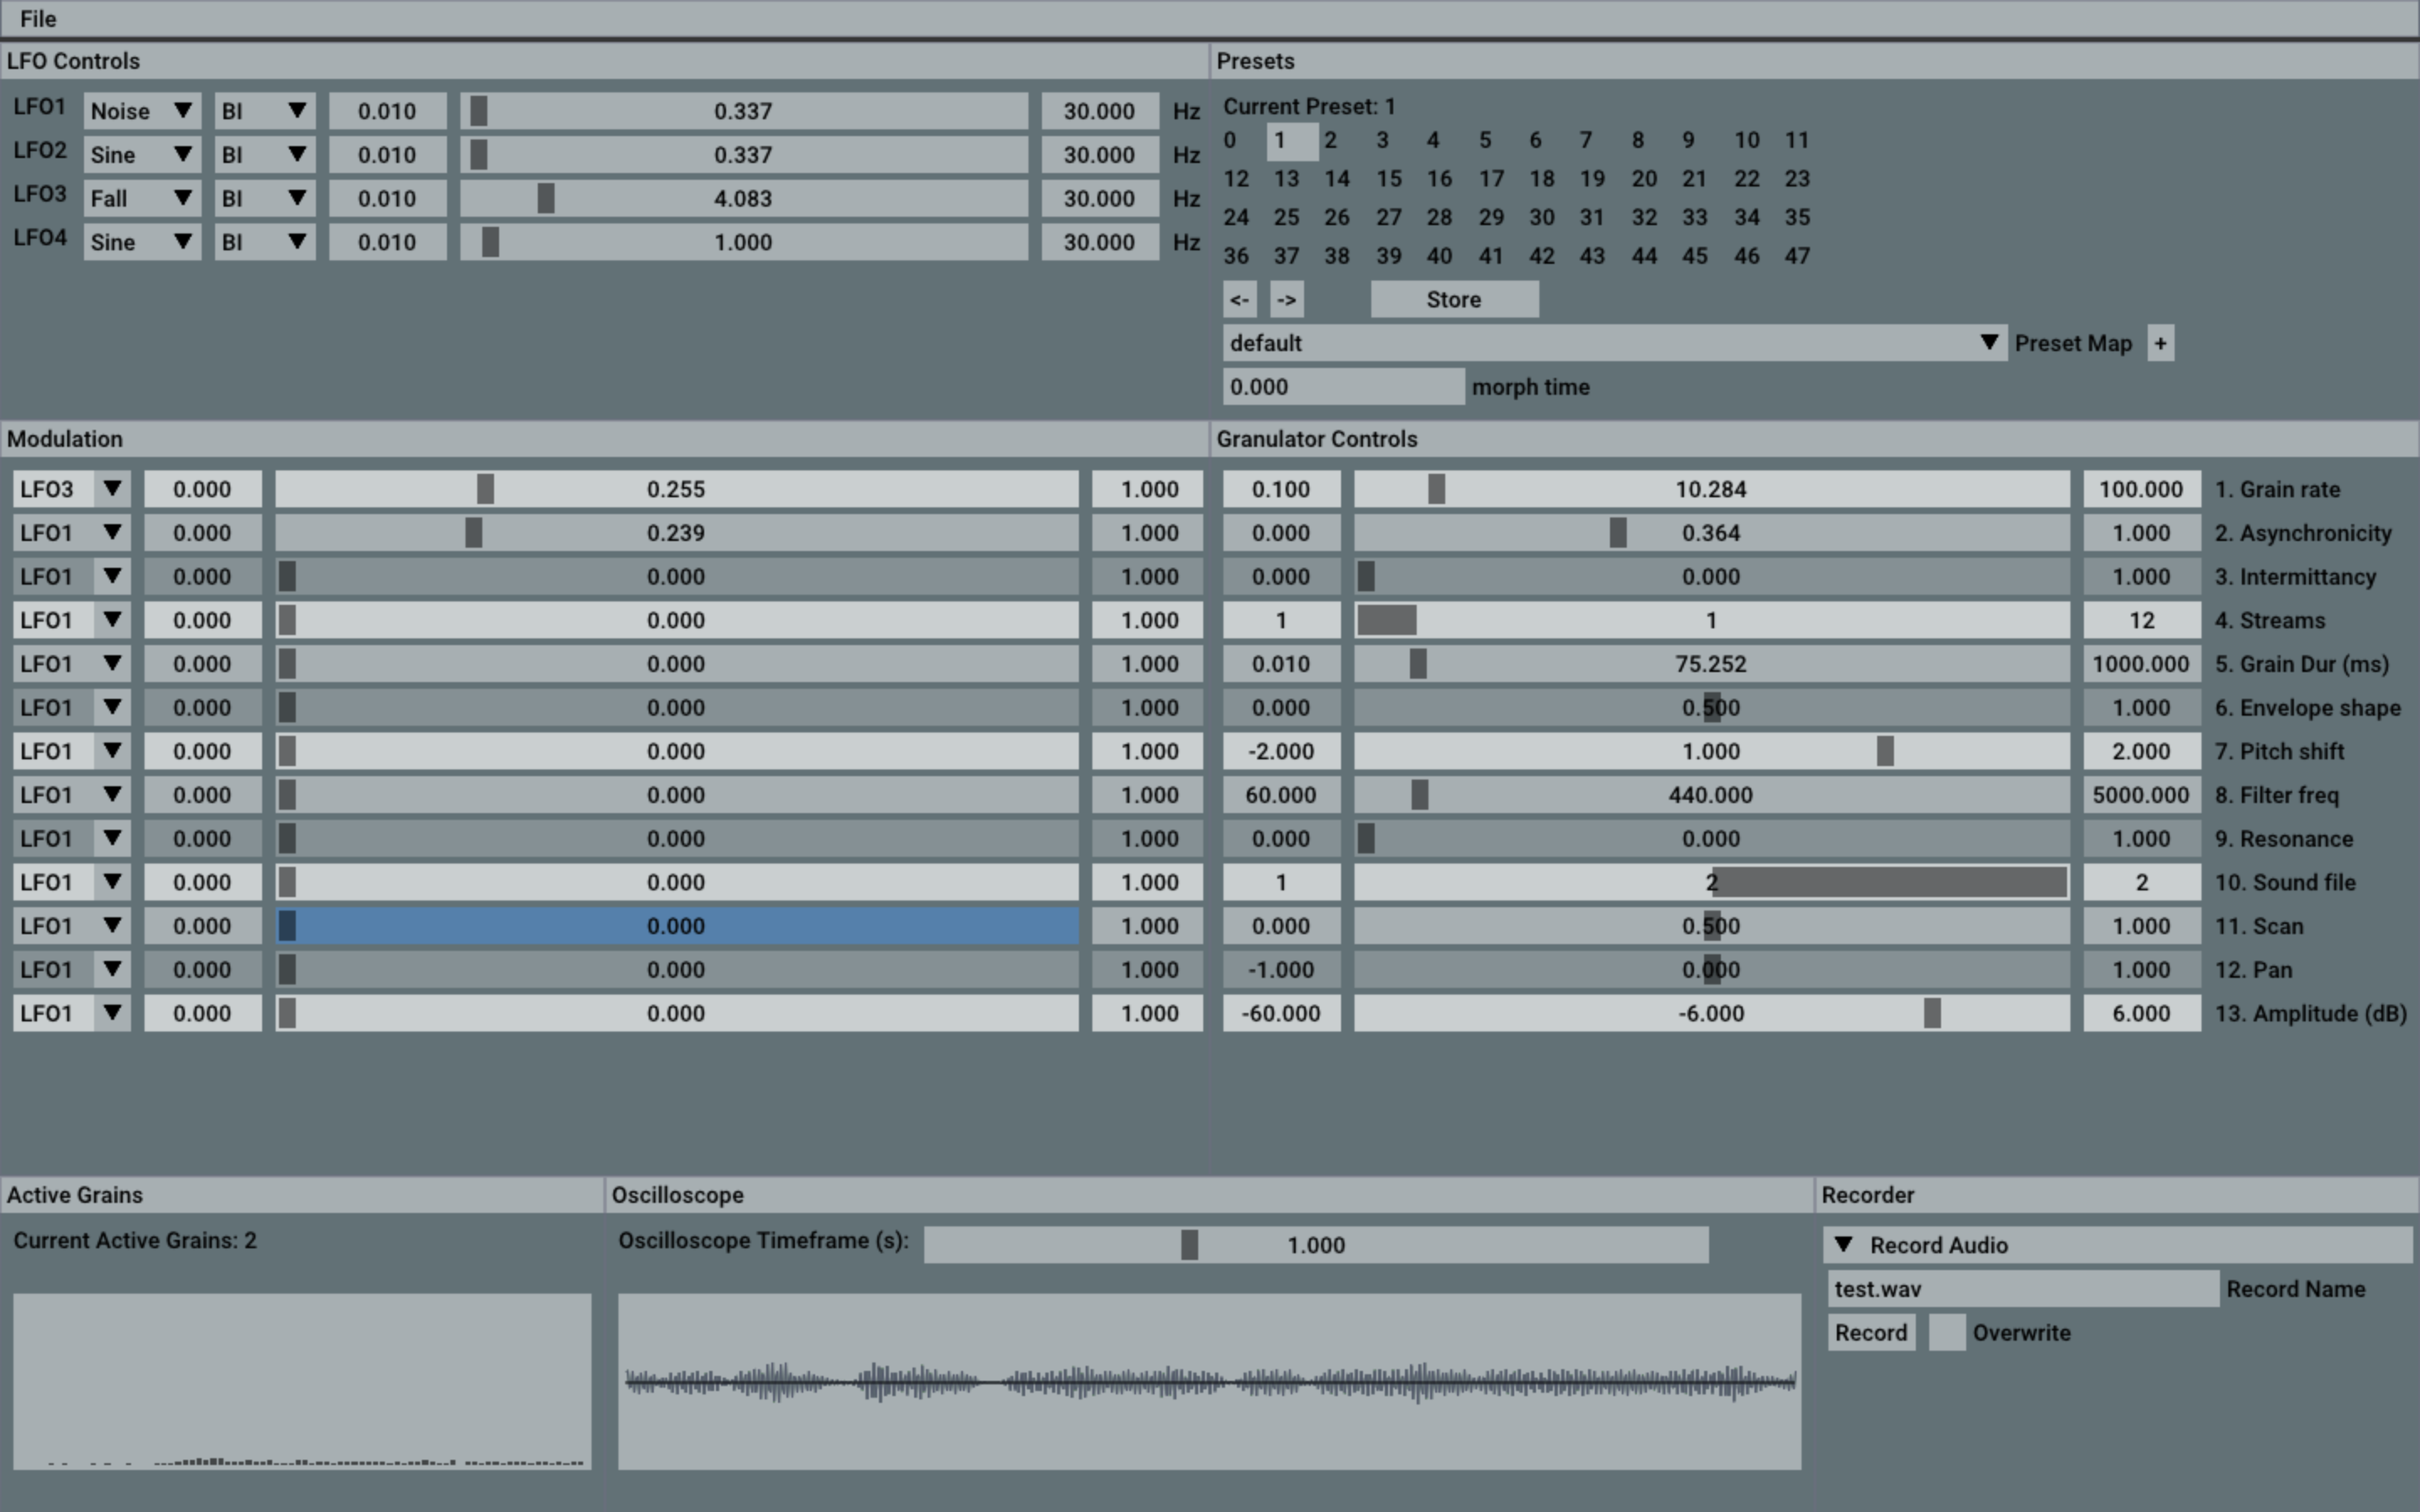 File
LFO Controls
LFO1 Noise BI 0.010 0.337 30.000 Hz
LFO2 Sine BI 0.010 0.337 30.000 Hz
LFO3 Fall BI 0.010 4.083 30.000 Hz
LFO4 Sine BI 0.010 1.000 30.000 Hz
Presets
Current Preset: 1
0 1 2 3 4 5 6 7 8 9 10 11
12 13 14 15 16 17 18 19 20 21 22 23
24 25 26 27 28 29 30 31 32 33 34 35
36 37 38 39 40 41 42 43 44 45 46 47
<- -> Store
default Preset Map +
0.000 morph time
Modulation
LFO3 0.000 0.255 1.000
LFO1 0.000 0.239 1.000
LFO1 0.000 0.000 1.000
LFO1 0.000 0.000 1.000
LFO1 0.000 0.000 1.000
LFO1 0.000 0.000 1.000
LFO1 0.000 0.000 1.000
LFO1 0.000 0.000 1.000
LFO1 0.000 0.000 1.000
LFO1 0.000 0.000 1.000
LFO1 0.000 0.000 1.000
LFO1 0.000 0.000 1.000
LFO1 0.000 0.000 1.000
Granulator Controls
0.100 10.284 100.000 1. Grain rate
0.000 0.364 1.000 2. Asynchronicity
0.000 0.000 1.000 3. Intermittancy
1 1 12 4. Streams
0.010 75.252 1000.000 5. Grain Dur (ms)
0.000 0.500 1.000 6. Envelope shape
-2.000 1.000 2.000 7. Pitch shift
60.000 440.000 5000.000 8. Filter freq
0.000 0.000 1.000 9. Resonance
1 2 2 10. Sound file
0.000 0.500 1.000 11. Scan
-1.000 0.000 1.000 12. Pan
-60.000 -6.000 6.000 13. Amplitude (dB)
Active Grains
Current Active Grains: 2
Oscilloscope
Oscilloscope Timeframe (s): 1.000
Recorder
Record Audio
test.wav Record Name
Record Overwrite